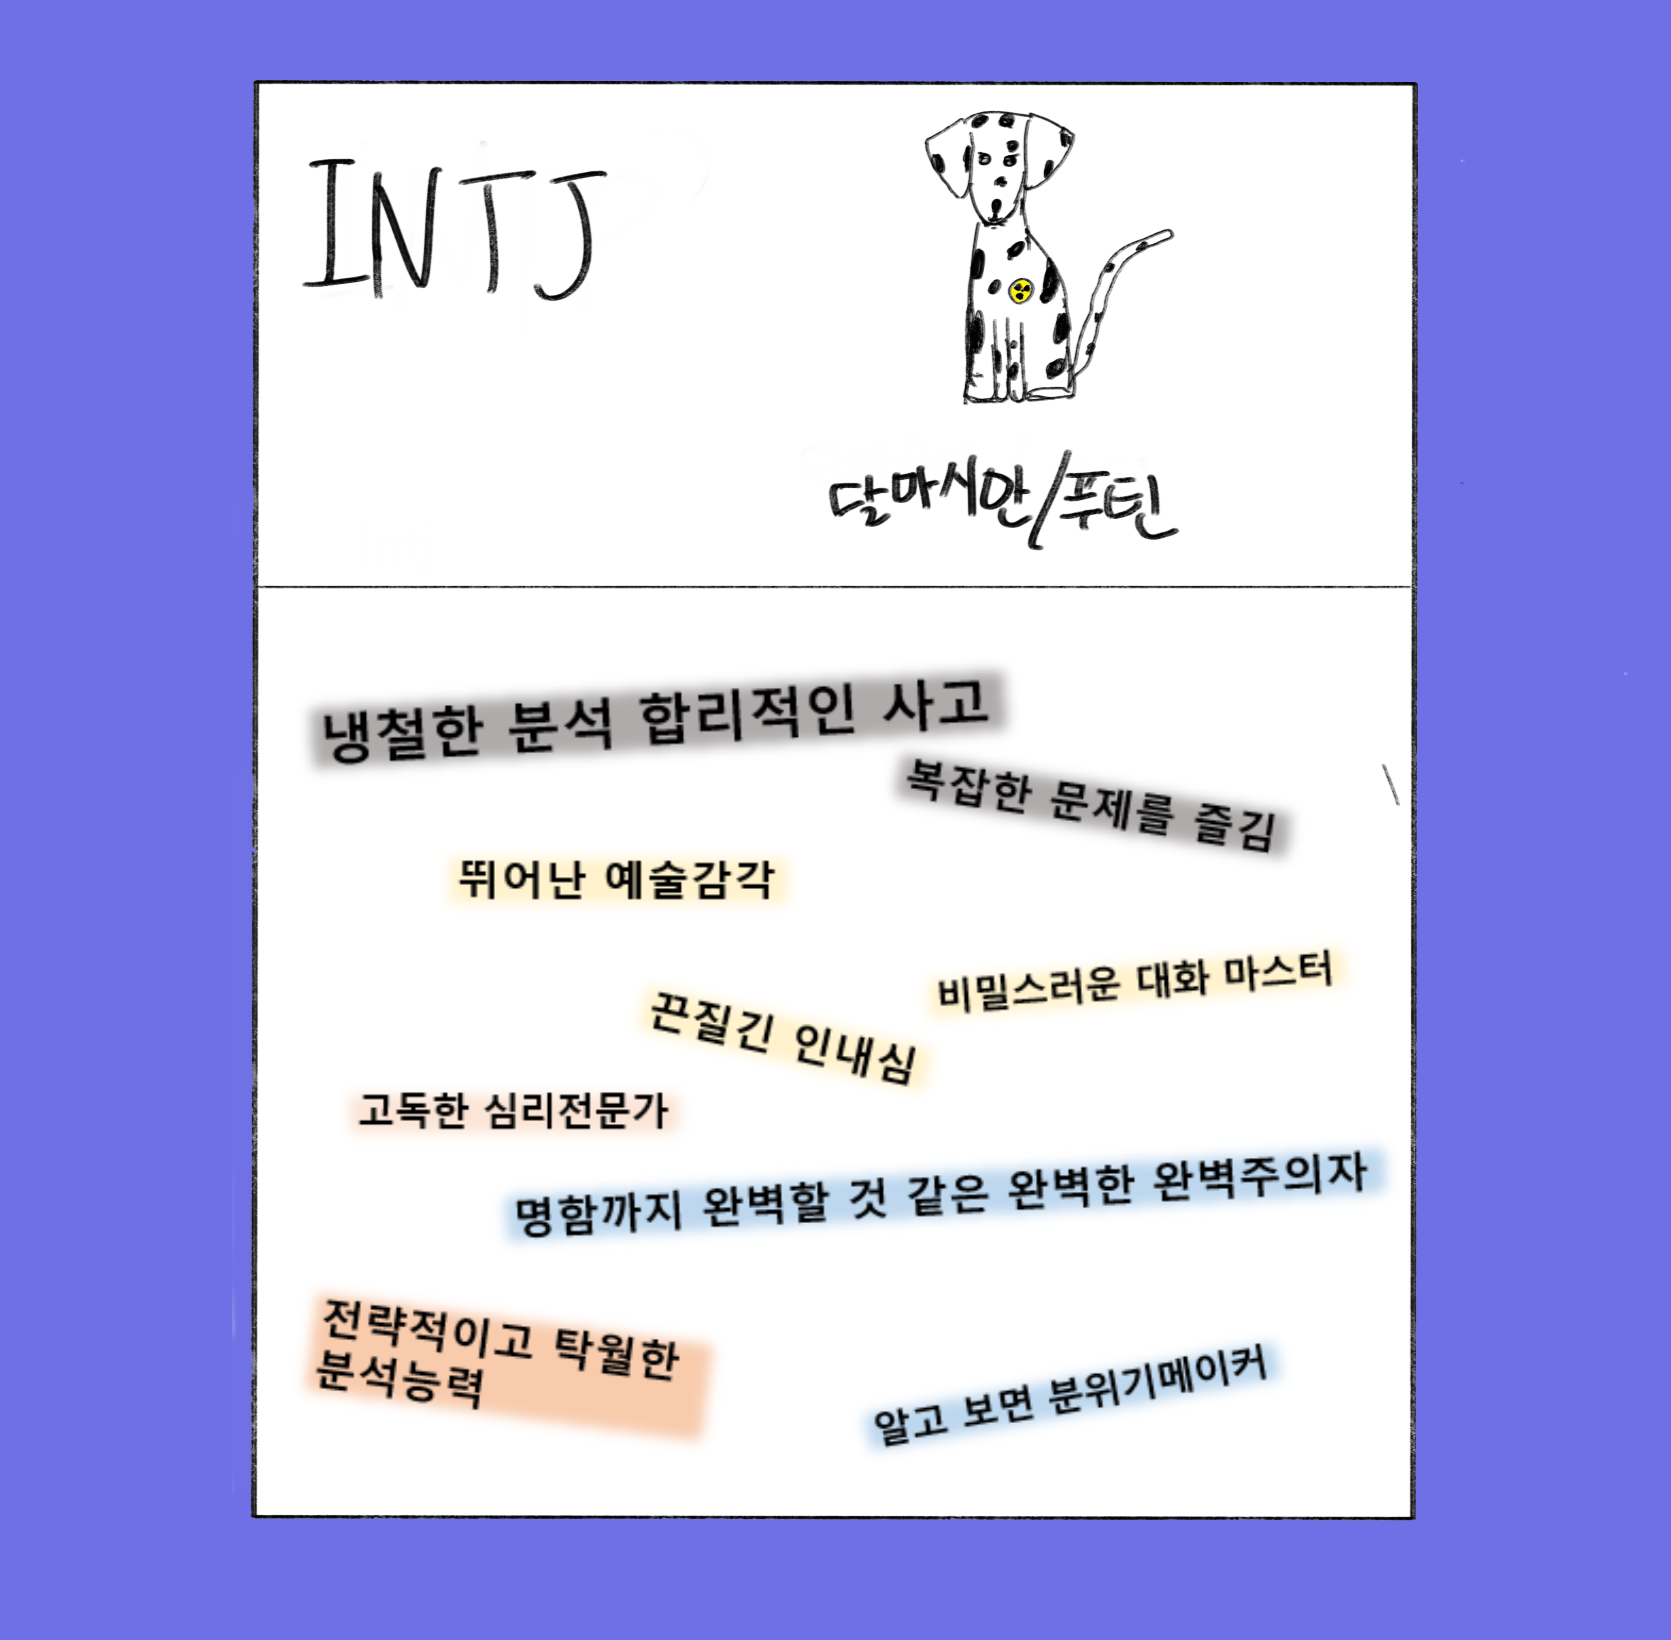 INTJ
달마시안/푸틴
냉철한 분석 합리적인 사고
복잡한 문제를 즐김
뛰어난 예술감각
비밀스러운 대화 마스터
끈질긴 인내심
고독한 심리전문가
명함까지 완벽할 것 같은 완벽한 완벽주의자
전략적이고 탁월한
분석능력
알고 보면 분위기메이커